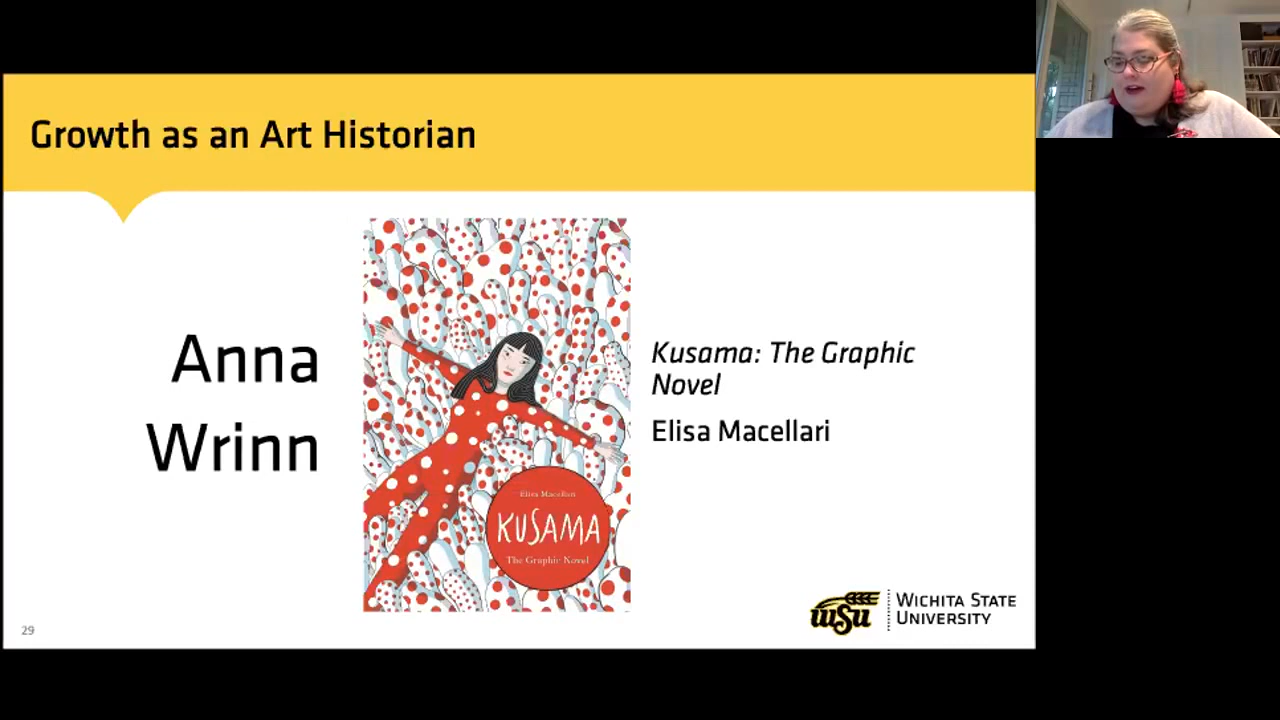 Growth as an Art Historian
Anna
Wrinn
Elisa Macellari
KUSAMA
The Graphic Novel
Kusama: The Graphic
Novel
Elisa Macellari
29
wsu
WICHITA STATE
UNIVERSITY